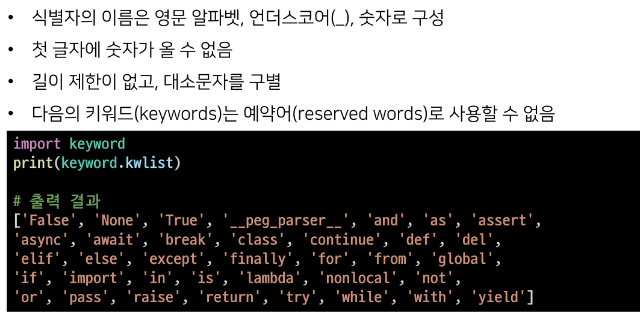 • 식별자의 이름은 영문 알파벳, 언더스코어(_), 숫자로 구성
• 첫 글자에 숫자가 올 수 없음
• 길이 제한이 없고, 대소문자를 구별
• 다음의 키워드(keywords)는 예약어(reserved words)로 사용할 수 없음
import keyword
print(keyword.kwlist)
# 출력 결과
['False', 'None', 'True', '__peg_parser__', 'and', 'as', 'assert',
'async', 'await', 'break', 'class', 'continue', 'def', 'del',
'elif', 'else', 'except', 'finally', 'for', 'from', 'global',
'if', 'import', 'in', 'is', 'lambda', 'nonlocal', 'not',
'or', 'pass', 'raise', 'return', 'try', 'while', 'with', 'yield']